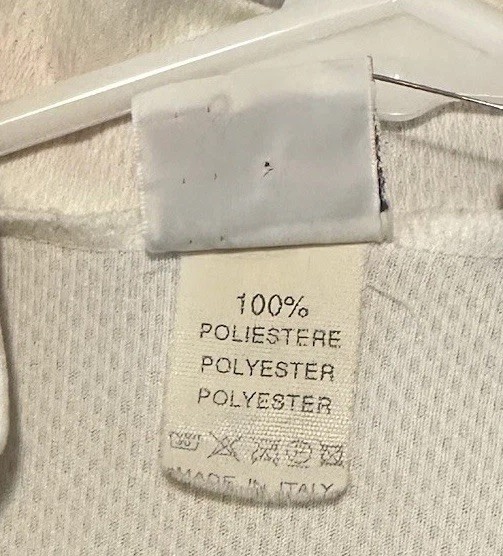 100%
POLIESTERE
POLYESTER
POLYESTER
MADE IN ITALY